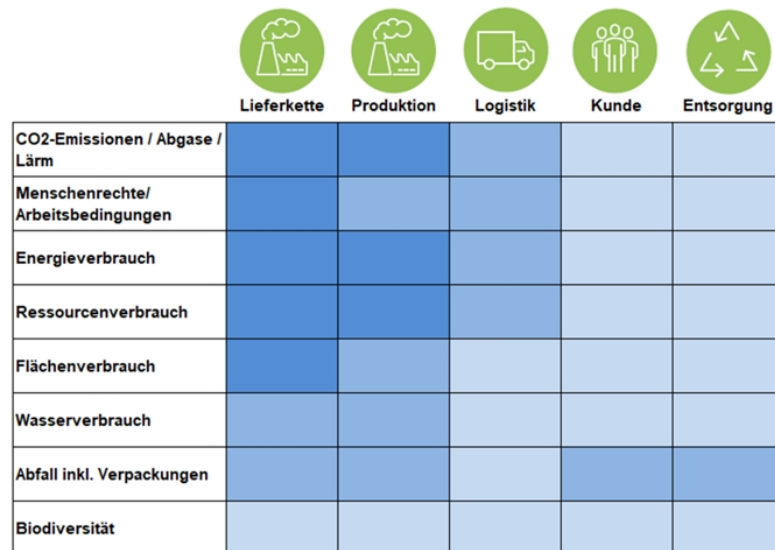 Lieferkette Produktion Logistik Kunde Entsorgung
CO2-Emissionen / Abgase /
Lärm
Menschenrechte/
Arbeitsbedingungen
Energieverbrauch
Ressourcenverbrauch
Flächenverbrauch
Wasserverbrauch
Abfall inkl. Verpackungen
Biodiversität